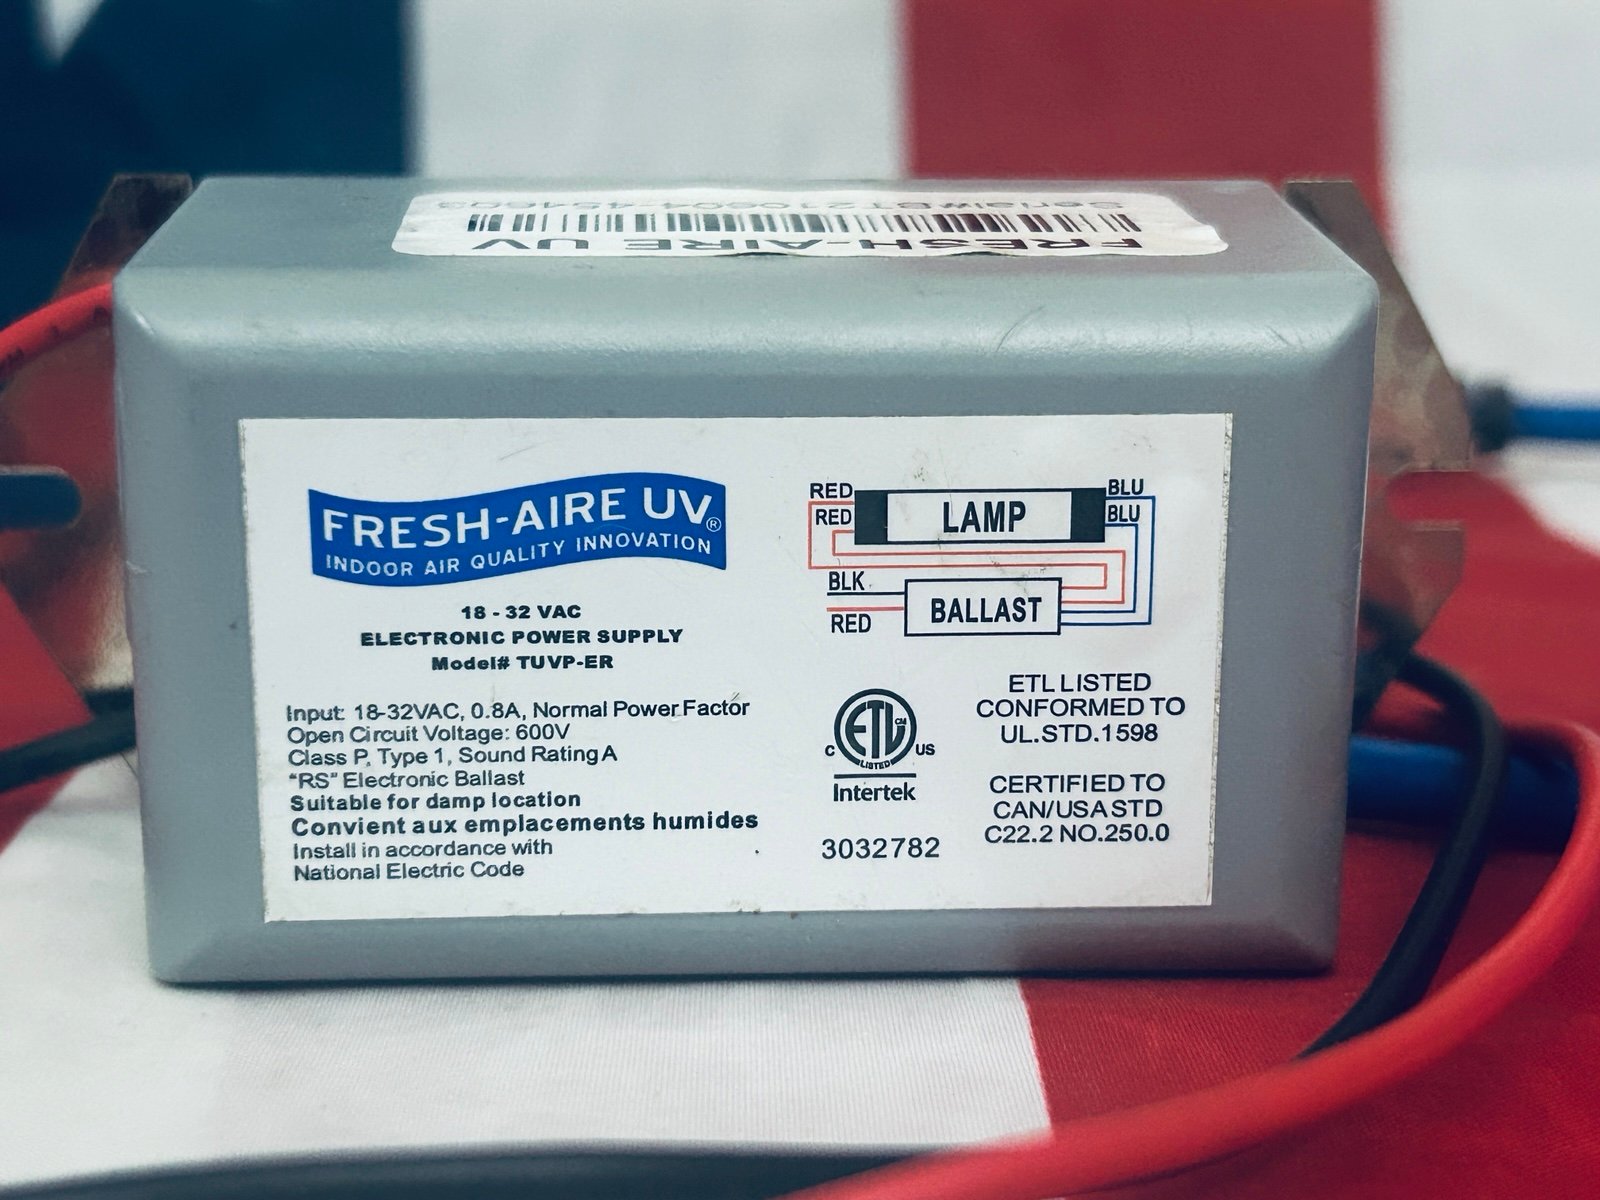 FRESH-AIRE UV
FRESH-AIRE UV®
INDOOR AIR QUALITY INNOVATION
18 - 32 VAC
ELECTRONIC POWER SUPPLY
Model# TUVP-ER
Input: 18-32VAC, 0.8A, Normal Power Factor
Open Circuit Voltage: 600V
Class P, Type 1, Sound Rating A
"RS" Electronic Ballast
Suitable for damp location
Convient aux emplacements humides
Install in accordance with
National Electric Code
RED
RED
LAMP
BLU
BLU
BLK
RED
BALLAST
ETL CM
LISTED
C US
Intertek
3032782
ETL LISTED
CONFORMED TO
UL.STD.1598
CERTIFIED TO
CAN/USA STD
C22.2 NO.250.0